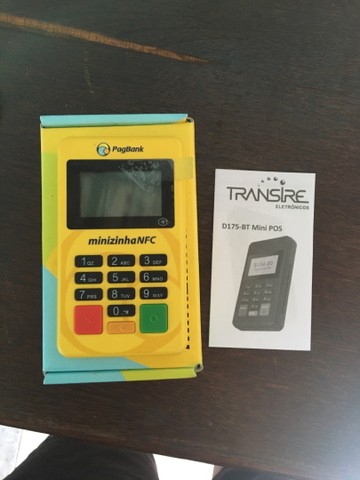 PagBank
minizinhaNFC
1 QZ. 2 ABC 3 DEF
4 GHI 5 JKL 6 MNO
7 PRS 8 TUV 9 WXY
0
TRANSIRE
ELETRÔNICOS
D175-BT Mini POS